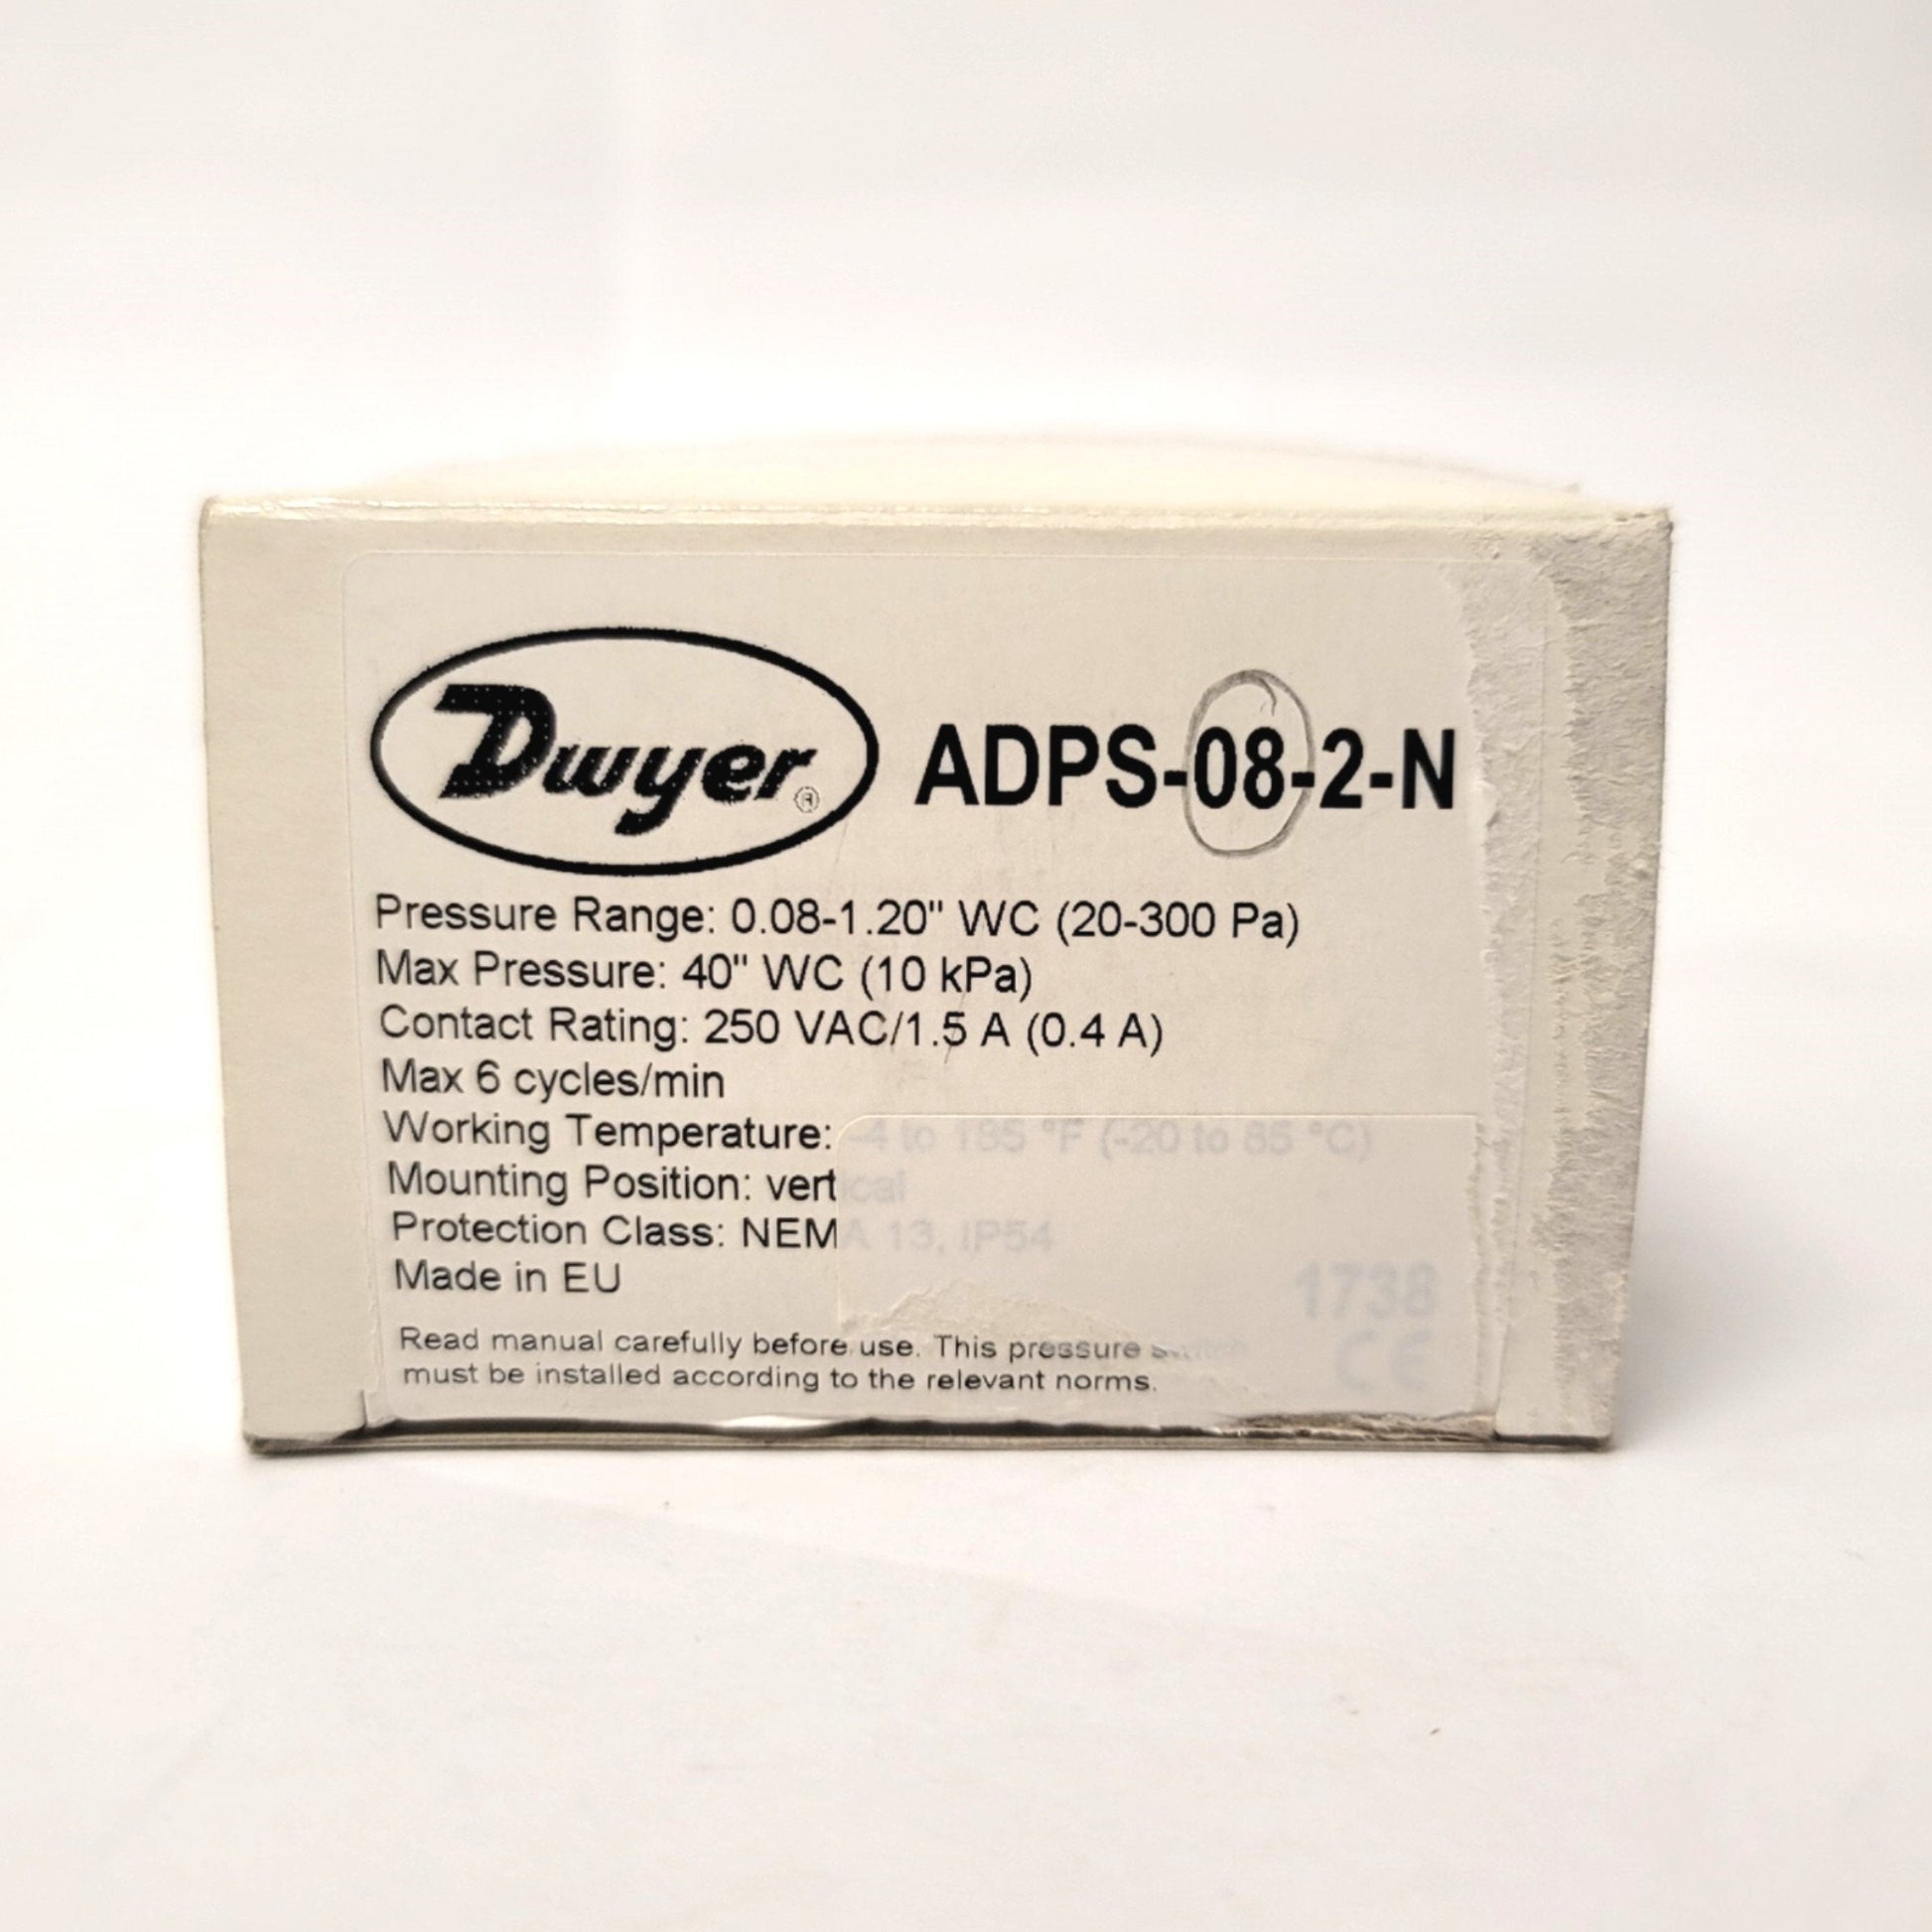 Dwyer®
ADPS-08-2-N
Pressure Range: 0.08-1.20" WC (20-300 Pa)
Max Pressure: 40" WC (10 kPa)
Contact Rating: 250 VAC/1.5 A (0.4 A)
Max 6 cycles/min
Working Temperature: -4 to 185 °F (-20 to 85 °C)
Mounting Position: vertical
Protection Class: NEMA 13, IP54
Made in EU
1738
CE
Read manual carefully before use. This pressure switch
must be installed according to the relevant norms.